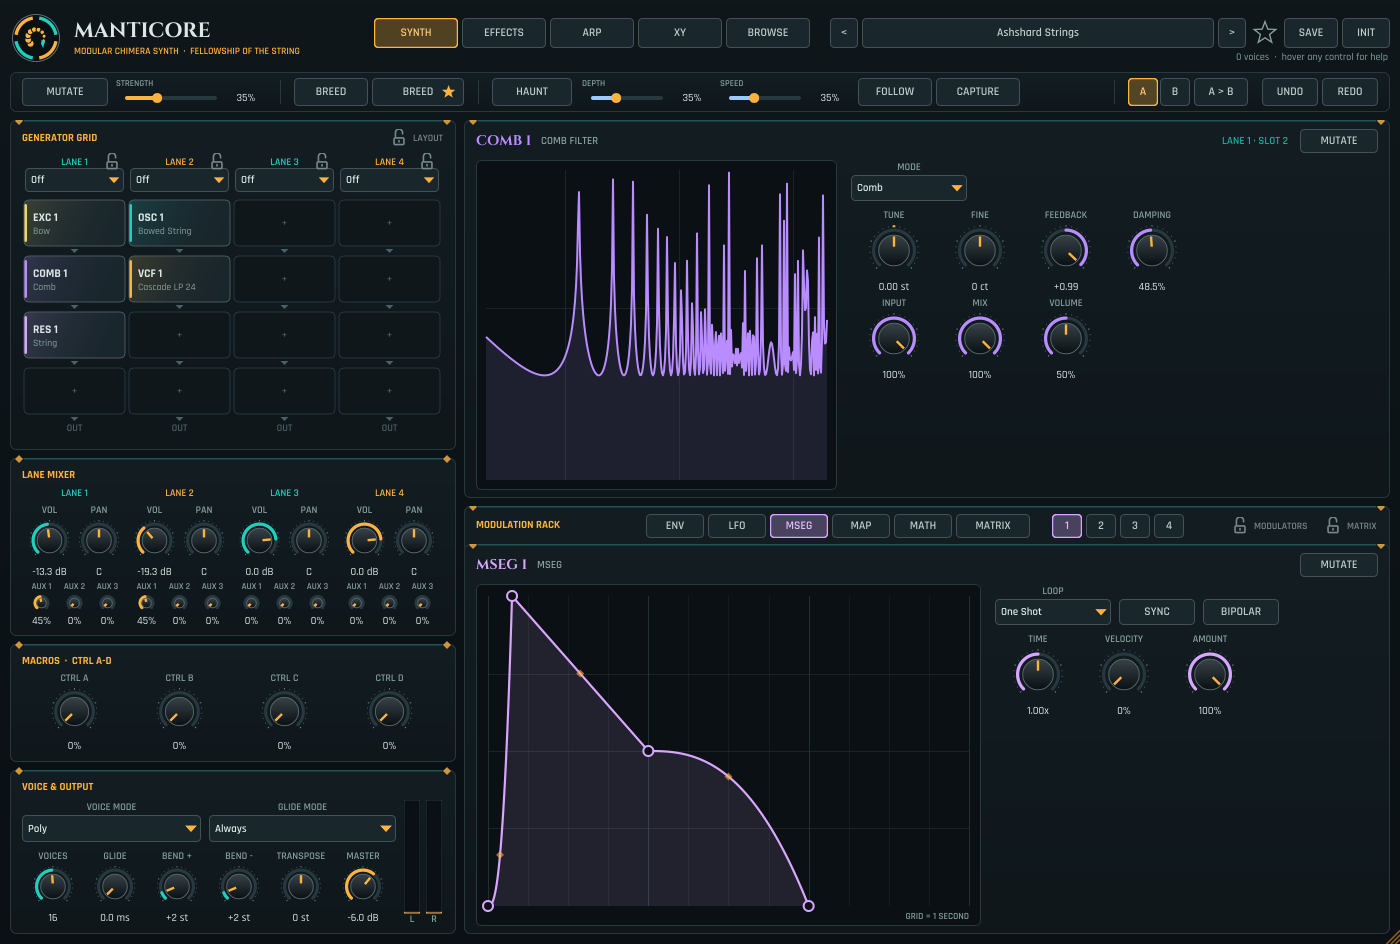 MANTICORE
MODULAR CHIMERA SYNTH · FELLOWSHIP OF THE STRING
SYNTH EFFECTS ARP XY BROWSE < Ashshard Strings > SAVE INIT
0 voices · hover any control for help
MUTATE STRENGTH 35% BREED BREED HAUNT DEPTH 35% SPEED 35% FOLLOW CAPTURE A B A > B UNDO REDO
GENERATOR GRID LAYOUT
LANE 1 LANE 2 LANE 3 LANE 4
Off Off Off Off
EXC 1 OSC 1
Bow Bowed String + +
COMB 1 VCF 1
Comb Cascade LP 24 + +
RES 1
String + + +
+ + + +
OUT OUT OUT OUT
LANE MIXER
LANE 1 LANE 2 LANE 3 LANE 4
VOL PAN VOL PAN VOL PAN VOL PAN
-13.3 dB C -19.3 dB C 0.0 dB C 0.0 dB C
AUX 1 AUX 2 AUX 3 AUX 1 AUX 2 AUX 3 AUX 1 AUX 2 AUX 3 AUX 1 AUX 2 AUX 3
45% 0% 0% 45% 0% 0% 0% 0% 0% 0% 0% 0%
MACROS · CTRL A-D
CTRL A CTRL B CTRL C CTRL D
0% 0% 0% 0%
VOICE & OUTPUT
VOICE MODE GLIDE MODE
Poly Always
VOICES GLIDE BEND + BEND - TRANSPOSE MASTER
16 0.0 ms +2 st +2 st 0 st -6.0 dB L R
COMB 1 COMB FILTER LANE 1 · SLOT 2 MUTATE
MODE
Comb
TUNE FINE FEEDBACK DAMPING
0.00 st 0 ct +0.99 48.5%
INPUT MIX VOLUME
100% 100% 50%
MODULATION RACK ENV LFO MSEG MAP MATH MATRIX 1 2 3 4 MODULATORS MATRIX
MSEG 1 MSEG MUTATE
LOOP
One Shot SYNC BIPOLAR
TIME VELOCITY AMOUNT
1.00x 0% 100%
GRID = 1 SECOND